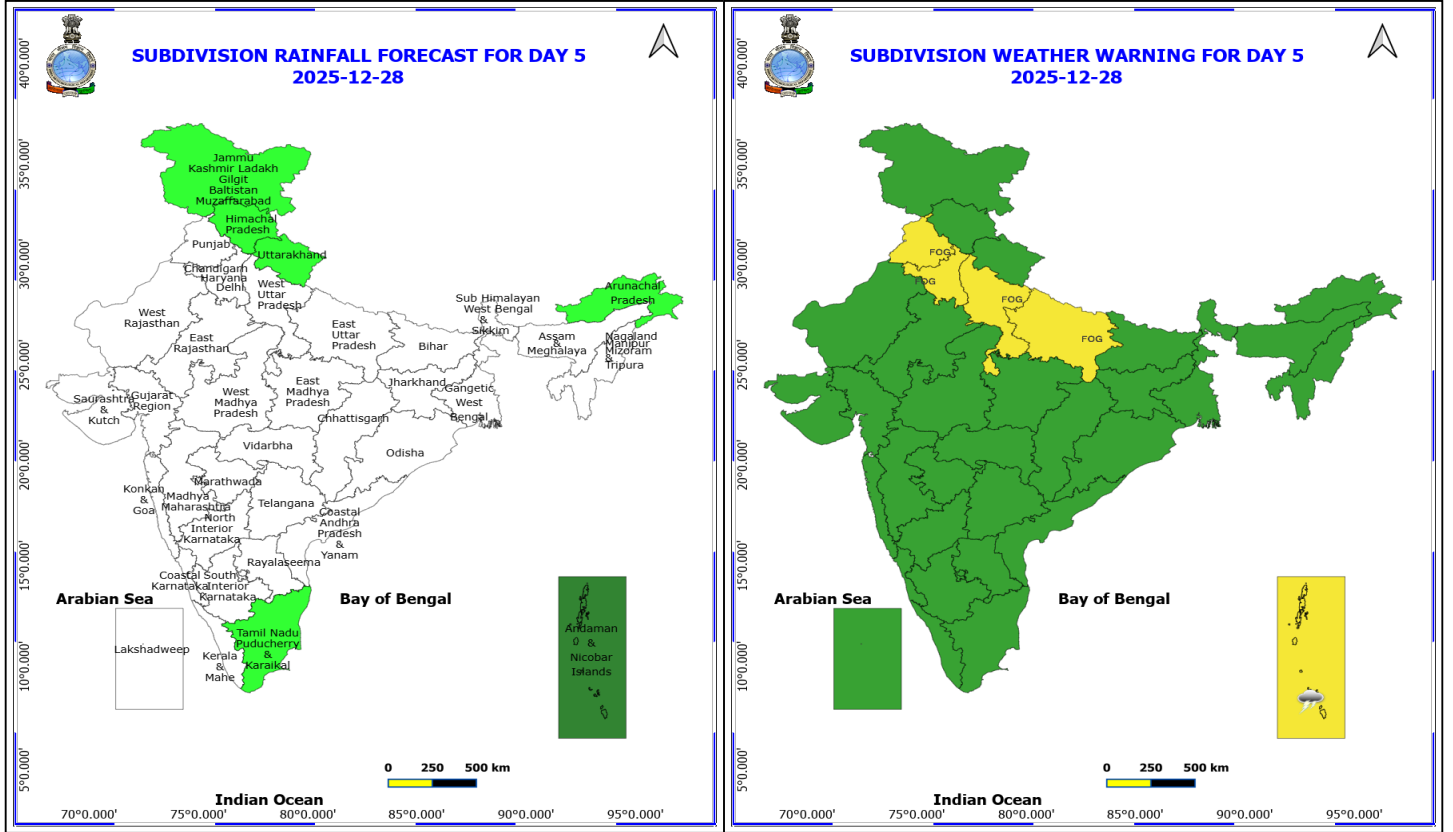 SUBDIVISION RAINFALL FORECAST FOR DAY 5
2025-12-28
40°0.000'
35°0.000'
30°0.000'
25°0.000'
20°0.000'
15°0.000'
10°0.000'
5°0.000'
Jammu
Kashmir Ladakh
Gilgit
Baltistan
Muzaffarabad
Himachal
Pradesh
Punjab
Uttarakhand
Chandigarh
Haryana
Delhi
West
Uttar
Pradesh
Arunachal
Pradesh
Sub Himalayan
West Bengal
&
Sikkim
West
Rajasthan
East
Rajasthan
East
Uttar
Pradesh
Bihar
Assam
&
Meghalaya
Nagaland
Manipur
Mizoram
&
Tripura
Saurashtra
&
Kutch
Gujarat
Region
West
Madhya
Pradesh
East
Madhya
Pradesh
Jharkhand
Gangetic
West
Bengal
Chhattisgarh
Vidarbha
Odisha
Konkan
&
Goa
Madhya
Maharashtra
Marathwada
Telangana
North
Interior
Karnataka
Coastal
Andhra
Pradesh
&
Yanam
Rayalaseema
Coastal
Karnataka
South
Interior
Karnataka
Arabian Sea
Bay of Bengal
Lakshadweep
Kerala
&
Mahe
Tamil Nadu
Puducherry
&
Karaikal
Andaman
&
Nicobar
Islands
0 250 500 km
Indian Ocean
70°0.000' 75°0.000' 80°0.000' 85°0.000' 90°0.000' 95°0.000'
SUBDIVISION WEATHER WARNING FOR DAY 5
2025-12-28
40°0.000'
35°0.000'
30°0.000'
25°0.000'
20°0.000'
15°0.000'
10°0.000'
5°0.000'
FOG
FOG
FOG
FOG
Arabian Sea
Bay of Bengal
0 250 500 km
Indian Ocean
70°0.000' 75°0.000' 80°0.000' 85°0.000' 90°0.000' 95°0.000'